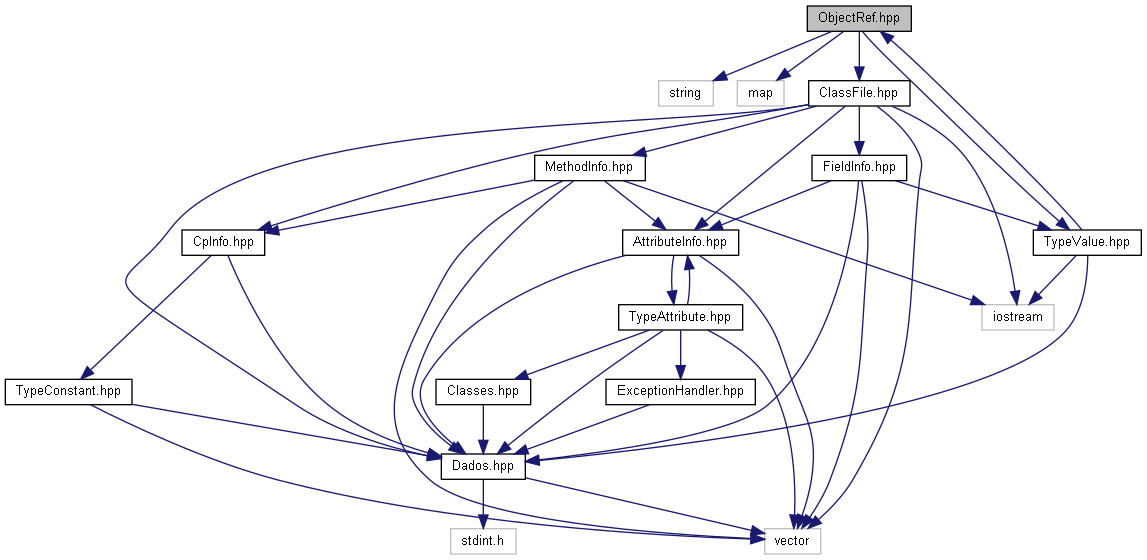 ObjectRef.hpp
string
map
ClassFile.hpp
MethodInfo.hpp
FieldInfo.hpp
CpInfo.hpp
AttributeInfo.hpp
TypeValue.hpp
TypeAttribute.hpp
iostream
TypeConstant.hpp
Classes.hpp
ExceptionHandler.hpp
Dados.hpp
stdint.h
vector